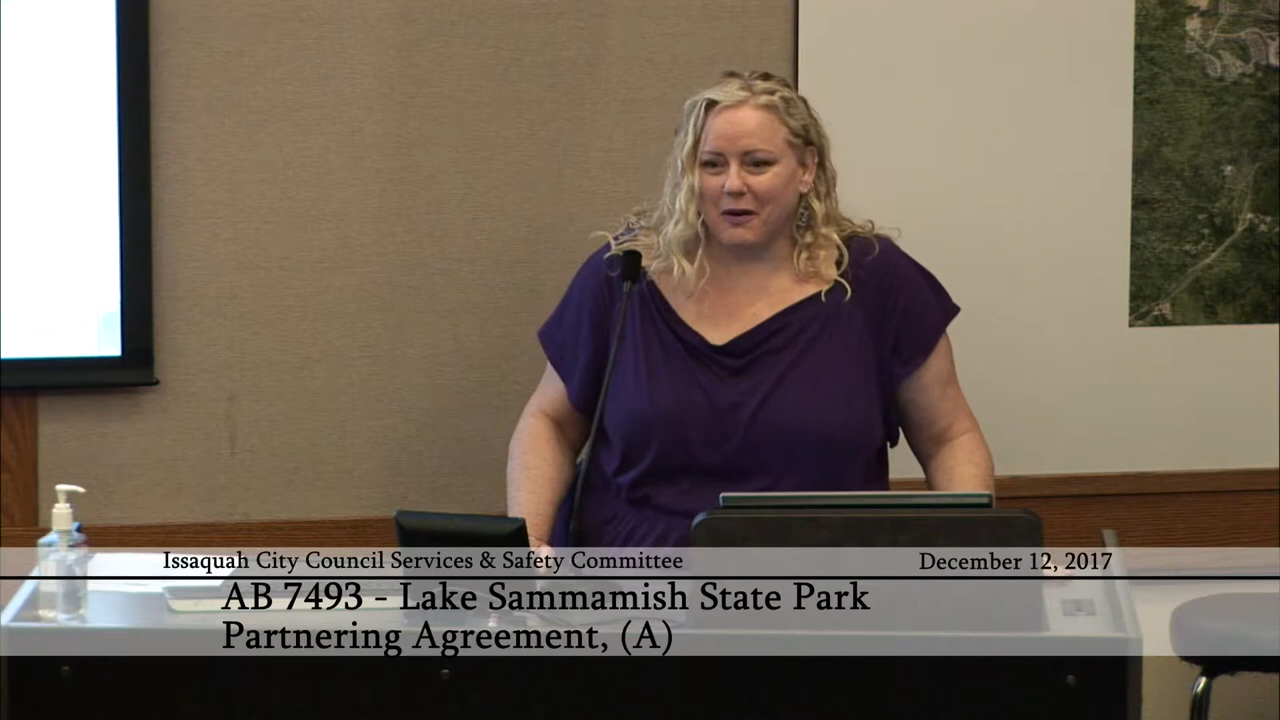 Issaquah City Council Services & Safety Committee
December 12, 2017
AB 7493 - Lake Sammamish State Park
Partnering Agreement, (A)